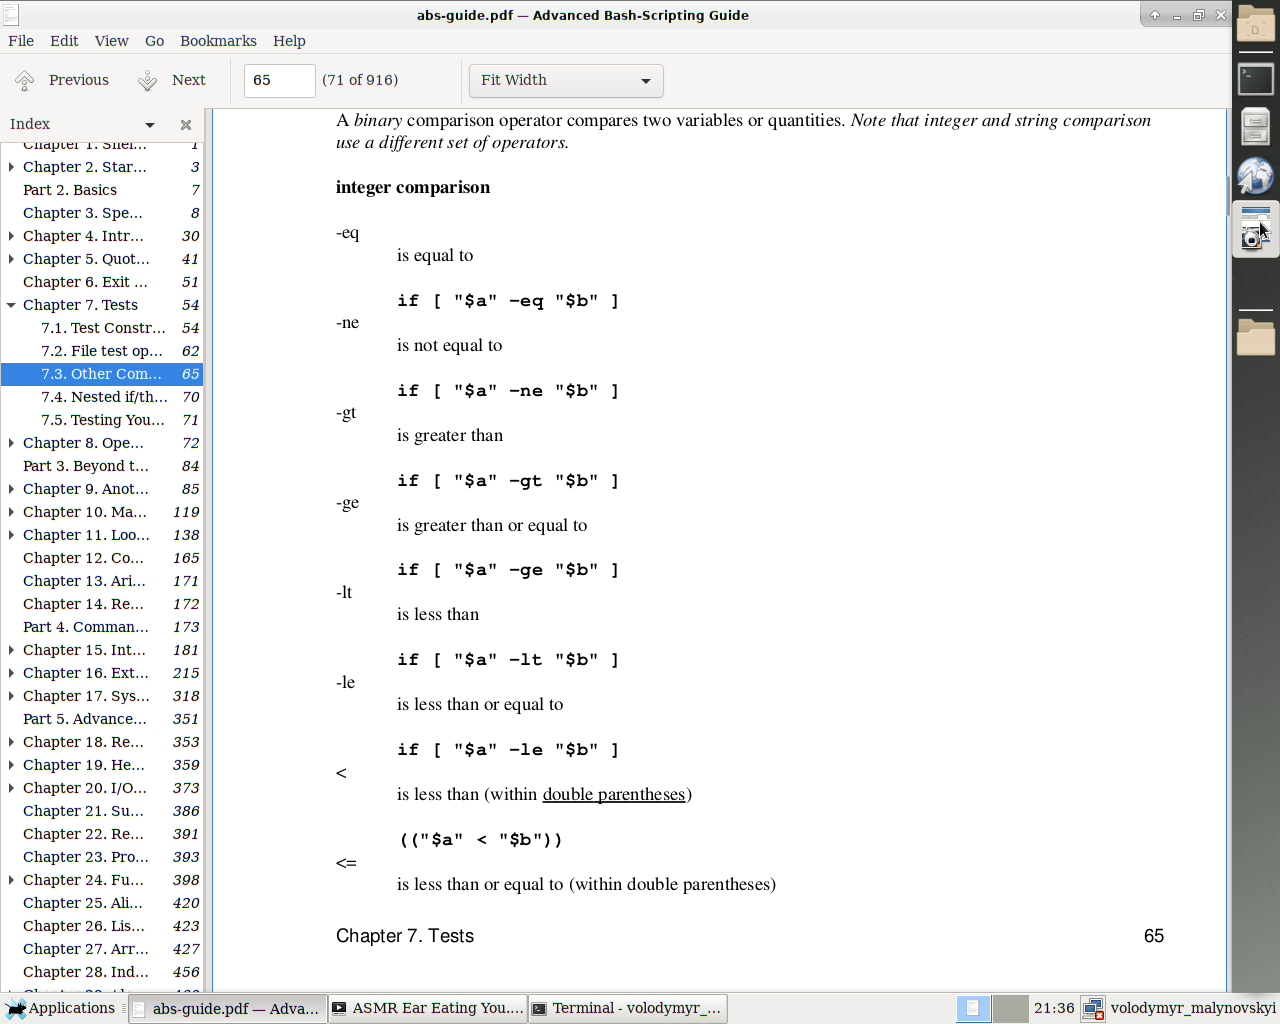 abs-guide.pdf — Advanced Bash-Scripting Guide
File Edit View Go Bookmarks Help
Previous Next 65 (71 of 916) Fit Width
Index
Chapter 1. Shel... 1
Chapter 2. Star... 3
Part 2. Basics 7
Chapter 3. Spe... 8
Chapter 4. Intr... 30
Chapter 5. Quot... 41
Chapter 6. Exit ... 51
Chapter 7. Tests 54
7.1. Test Constr... 54
7.2. File test op... 62
7.3. Other Com... 65
7.4. Nested if/th... 70
7.5. Testing You... 71
Chapter 8. Ope... 72
Part 3. Beyond t... 84
Chapter 9. Anot... 85
Chapter 10. Ma... 119
Chapter 11. Loo... 138
Chapter 12. Co... 165
Chapter 13. Ari... 171
Chapter 14. Re... 172
Part 4. Comman... 173
Chapter 15. Int... 181
Chapter 16. Ext... 215
Chapter 17. Sys... 318
Part 5. Advance... 351
Chapter 18. Re... 353
Chapter 19. He... 359
Chapter 20. I/O... 373
Chapter 21. Su... 386
Chapter 22. Re... 391
Chapter 23. Pro... 393
Chapter 24. Fu... 398
Chapter 25. Ali... 420
Chapter 26. Lis... 423
Chapter 27. Arr... 427
Chapter 28. Ind... 456
A binary comparison operator compares two variables or quantities. Note that integer and string comparison
use a different set of operators.
integer comparison
-eq
is equal to
if [ "$a" -eq "$b" ]
-ne
is not equal to
if [ "$a" -ne "$b" ]
-gt
is greater than
if [ "$a" -gt "$b" ]
-ge
is greater than or equal to
if [ "$a" -ge "$b" ]
-lt
is less than
if [ "$a" -lt "$b" ]
-le
is less than or equal to
if [ "$a" -le "$b" ]
<
is less than (within double parentheses)
(("$a" < "$b"))
<=
is less than or equal to (within double parentheses)
Chapter 7. Tests 65
Applications abs-guide.pdf — Adva... ASMR Ear Eating You.... Terminal - volodymyr_... 21:36 volodymyr_malynovskyi